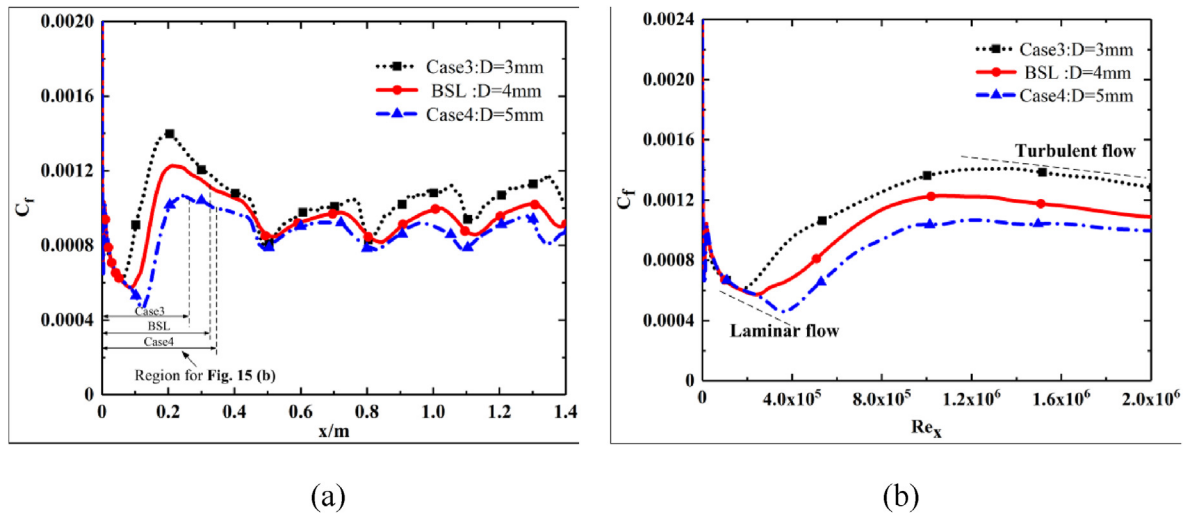 0.0020
0.0016
0.0012
0.0008
0.0004
0
C_f
Case3:D=3mm
BSL :D=4mm
Case4:D=5mm
Case3
BSL
Case4
Region for Fig. 15 (b)
0 0.2 0.4 0.6 0.8 1.0 1.2 1.4
x/m
(a)
0.0024
0.0020
0.0016
0.0012
0.0008
0.0004
0
C_f
Case3:D=3mm
BSL :D=4mm
Case4:D=5mm
Turbulent flow
Laminar flow
0 4.0x10^5 8.0x10^5 1.2x10^6 1.6x10^6 2.0x10^6
Re_x
(b)